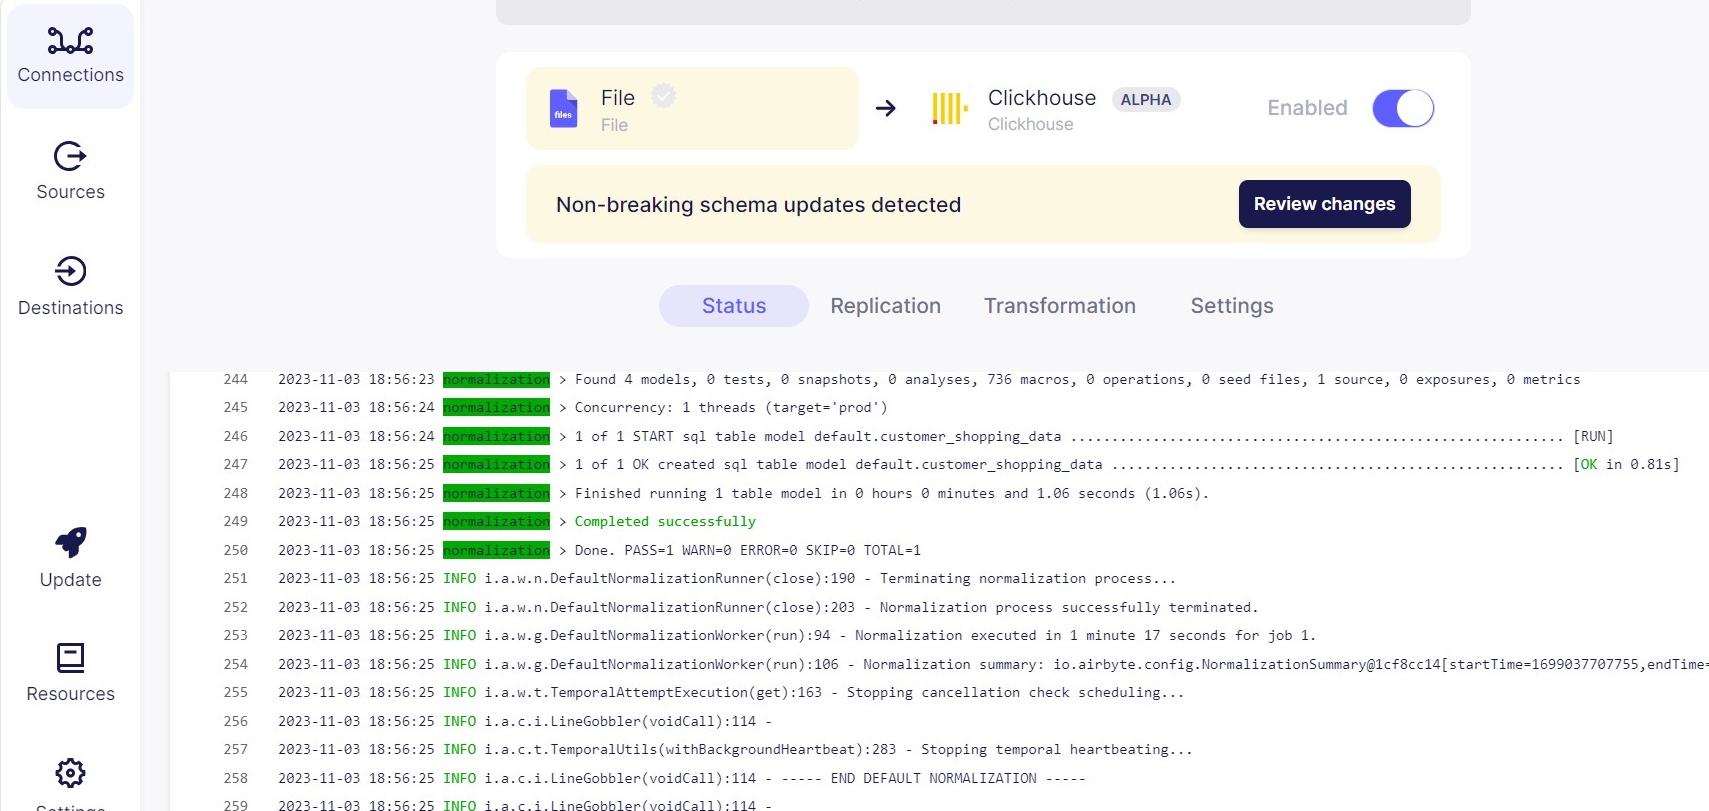 Connections
Sources
Destinations
Update
Resources
Settings
files
File
File
Clickhouse ALPHA
Clickhouse
Enabled
Non-breaking schema updates detected
Review changes
Status Replication Transformation Settings
244 2023-11-03 18:56:23 normalization > Found 4 models, 0 tests, 0 snapshots, 0 analyses, 736 macros, 0 operations, 0 seed files, 1 source, 0 exposures, 0 metrics
245 2023-11-03 18:56:24 normalization > Concurrency: 1 threads (target='prod')
246 2023-11-03 18:56:24 normalization > 1 of 1 START sql table model default.customer_shopping_data ............................................................ [RUN]
247 2023-11-03 18:56:25 normalization > 1 of 1 OK created sql table model default.customer_shopping_data ....................................................... [OK in 0.81s]
248 2023-11-03 18:56:25 normalization > Finished running 1 table model in 0 hours 0 minutes and 1.06 seconds (1.06s).
249 2023-11-03 18:56:25 normalization > Completed successfully
250 2023-11-03 18:56:25 normalization > Done. PASS=1 WARN=0 ERROR=0 SKIP=0 TOTAL=1
251 2023-11-03 18:56:25 INFO i.a.w.n.DefaultNormalizationRunner(close):190 - Terminating normalization process...
252 2023-11-03 18:56:25 INFO i.a.w.n.DefaultNormalizationRunner(close):203 - Normalization process successfully terminated.
253 2023-11-03 18:56:25 INFO i.a.w.g.DefaultNormalizationWorker(run):94 - Normalization executed in 1 minute 17 seconds for job 1.
254 2023-11-03 18:56:25 INFO i.a.w.g.DefaultNormalizationWorker(run):106 - Normalization summary: io.airbyte.config.NormalizationSummary@1cf8cc14[startTime=1699037707755,endTime=
255 2023-11-03 18:56:25 INFO i.a.w.t.TemporalAttemptExecution(get):163 - Stopping cancellation check scheduling...
256 2023-11-03 18:56:25 INFO i.a.c.i.LineGobbler(voidCall):114 -
257 2023-11-03 18:56:25 INFO i.a.c.t.TemporalUtils(withBackgroundHeartbeat):283 - Stopping temporal heartbeating...
258 2023-11-03 18:56:25 INFO i.a.c.i.LineGobbler(voidCall):114 - ----- END DEFAULT NORMALIZATION -----
259 2023-11-03 18:56:25 INFO i.a.c.i.LineGobbler(voidCall):114 -